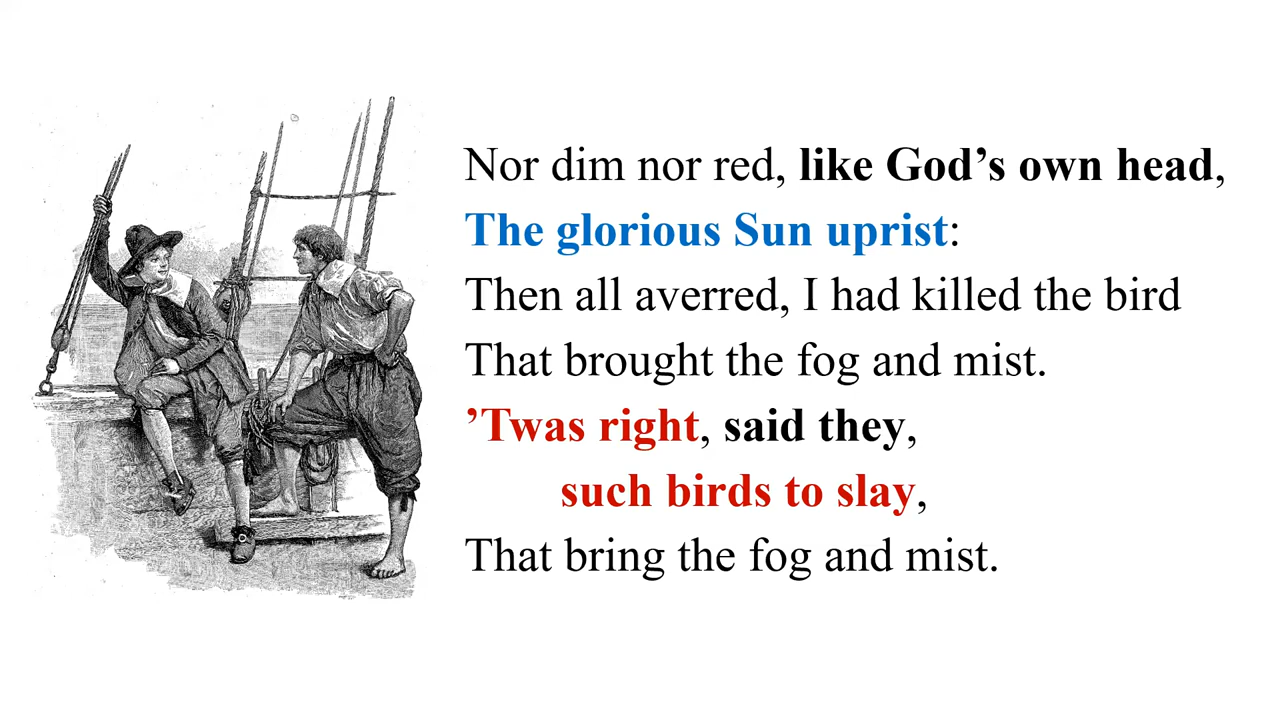 Nor dim nor red, like God’s own head,
The glorious Sun uprist:
Then all averred, I had killed the bird
That brought the fog and mist.
’Twas right, said they,
such birds to slay,
That bring the fog and mist.